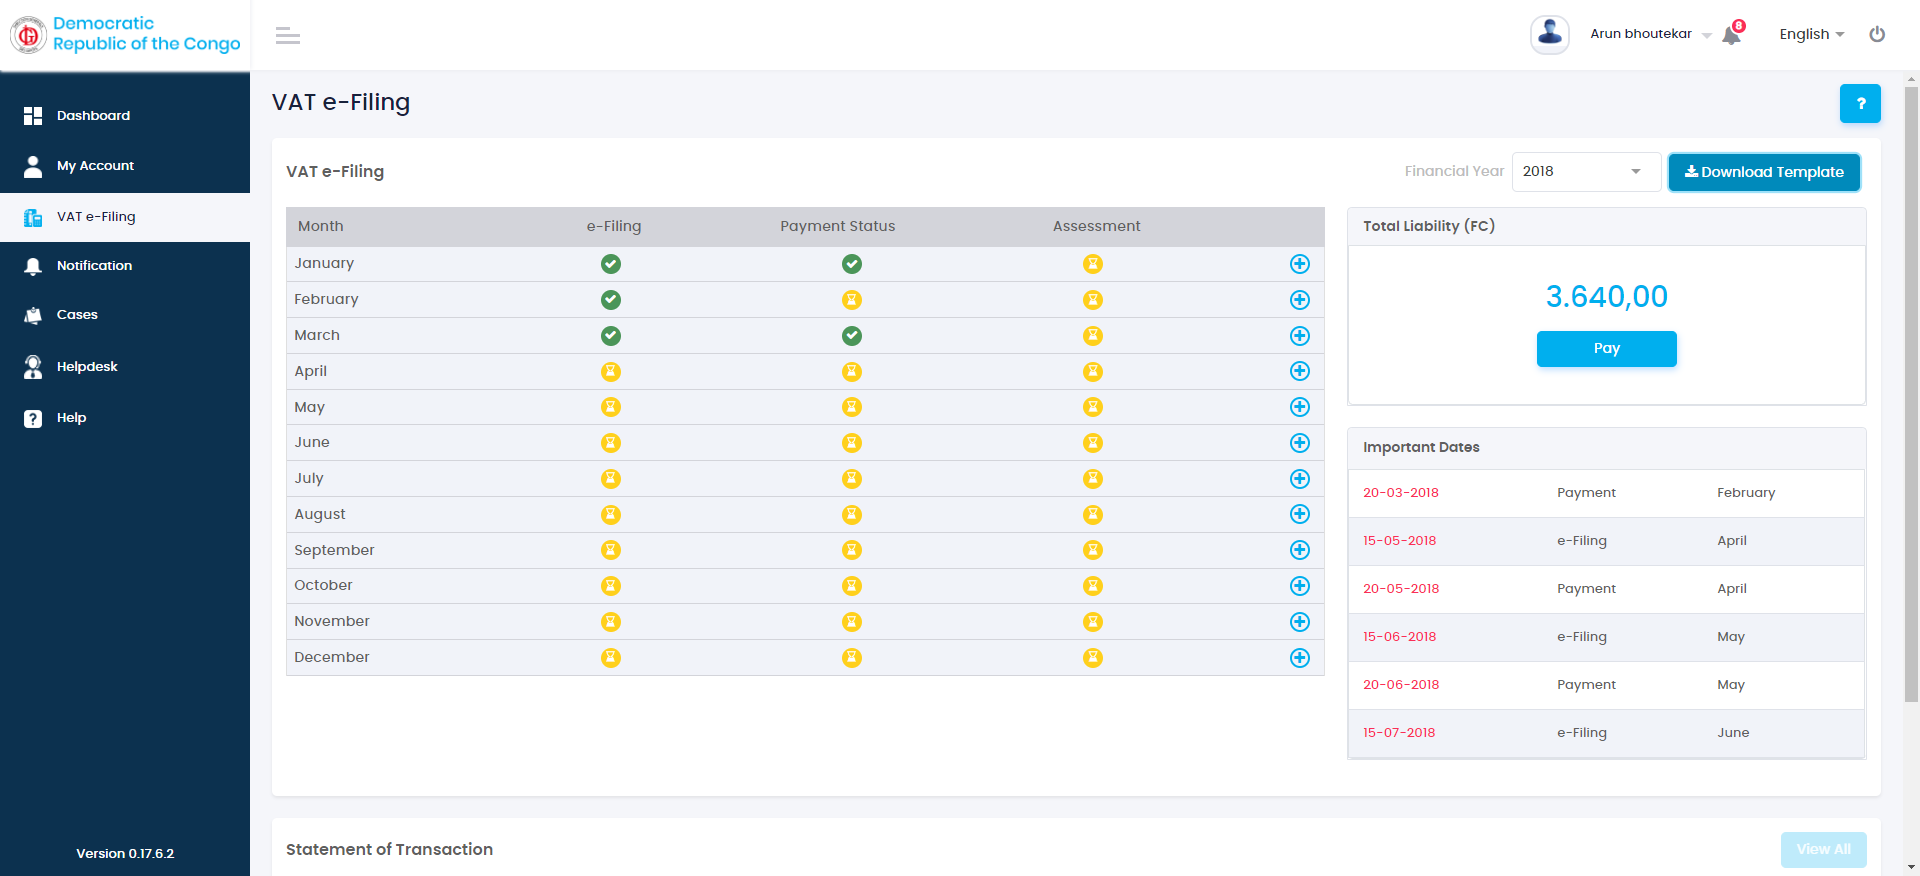 Democratic
Republic of the Congo
Arun bhoutekar
8
English
Dashboard
My Account
VAT e-Filing
Notification
Cases
Helpdesk
Help
Version 0.17.6.2
VAT e-Filing
?
VAT e-Filing
Financial Year
2018
Download Template
Month e-Filing Payment Status Assessment
January
February
March
April
May
June
July
August
September
October
November
December
Total Liability (FC)
3.640,00
Pay
Important Dates
20-03-2018 Payment February
15-05-2018 e-Filing April
20-05-2018 Payment April
15-06-2018 e-Filing May
20-06-2018 Payment May
15-07-2018 e-Filing June
Statement of Transaction
View All